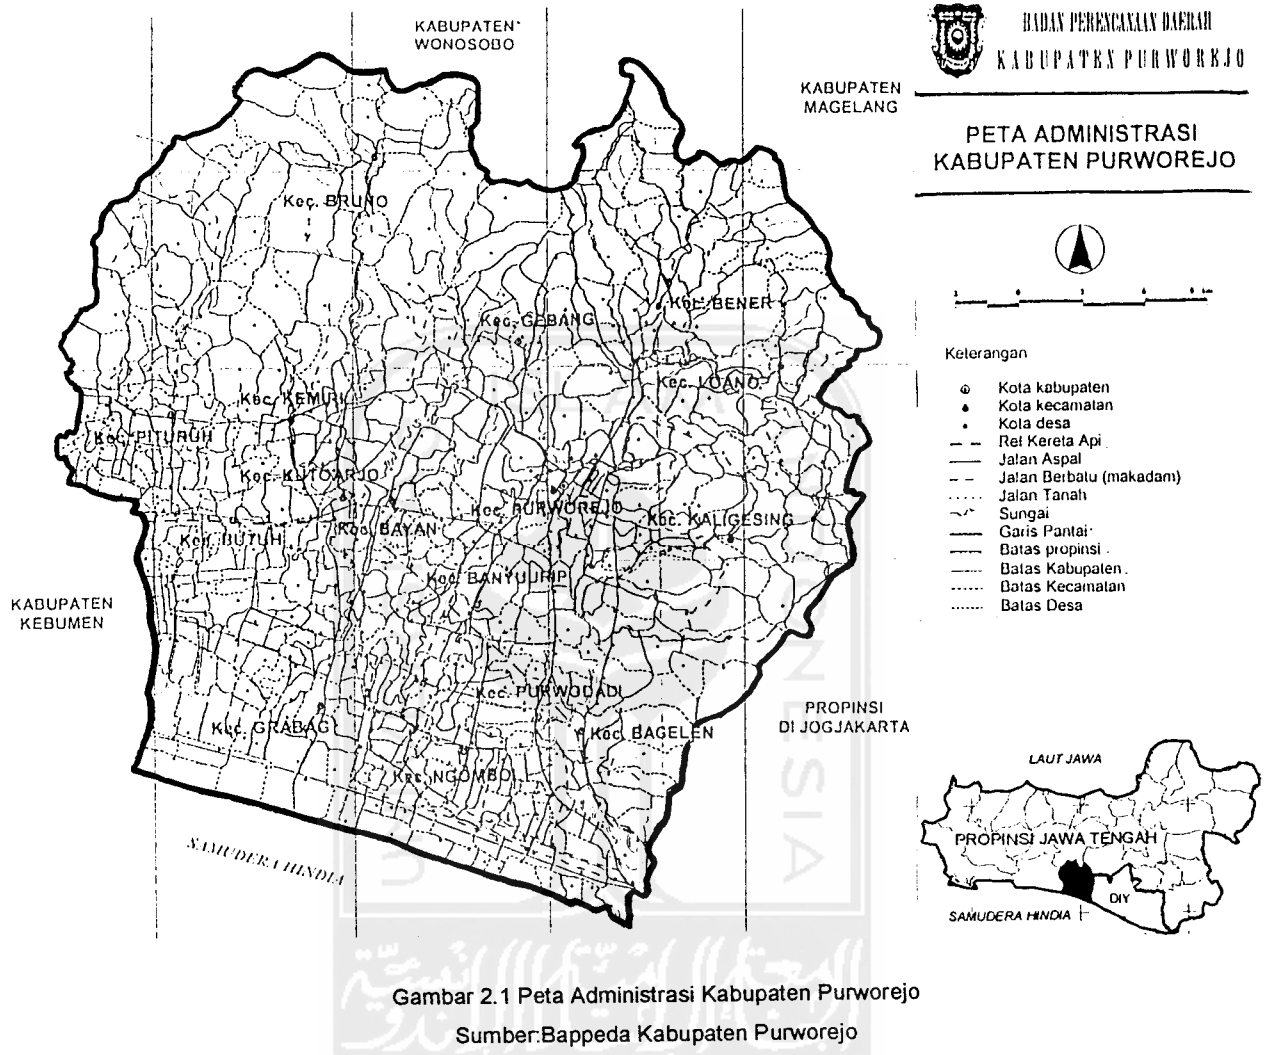 KABUPATEN
WONOSOBO
KABUPATEN
MAGELANG
BADAN PERENCANAAN DAERAH
KABUPATEN PURWOREJO
PETA ADMINISTRASI
KABUPATEN PURWOREJO
Kec. BRUNO
Kec. BENER
Kec. GEBANG
Kec. LOANO
Kec. KEMIRI
Kec. PITURUH
Kec. KUTOARJO
Kec. PURWOREJO
Kec. KALIGESING
Kec. BAYAN
Kec. BUTUH
Kec. BANYUURIP
KABUPATEN
KEBUMEN
Kec. PURWODADI
Kec. GRABAG
Kec. BAGELEN
Kec. NGOMBOL
PROPINSI
DI JOGJAKARTA
SAMUDERA HINDIA
Keterangan
Kota kabupaten
Kota kecamatan
Kota desa
Rel Kereta Api
Jalan Aspal
Jalan Berbatu (makadam)
Jalan Tanah
Sungai
Garis Pantai
Batas propinsi
Batas Kabupaten
Batas Kecamatan
Batas Desa
LAUT JAWA
PROPINSI JAWA TENGAH
DIY
SAMUDERA HINDIA
Gambar 2.1 Peta Administrasi Kabupaten Purworejo
Sumber:Bappeda Kabupaten Purworejo